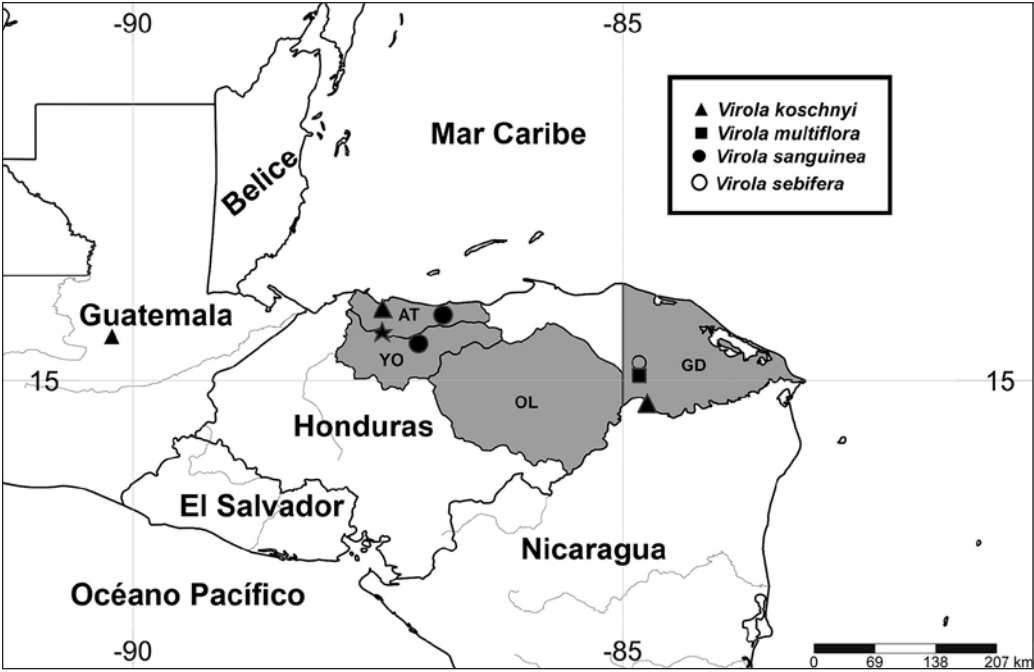 -90 -85
Virola koschnyi
Virola multiflora
Virola sanguinea
Virola sebifera
Mar Caribe
Belice
Guatemala
AT
YO
GD
15 15
OL
Honduras
El Salvador
Nicaragua
Océano Pacífico
-90 -85
0 69 138 207 km